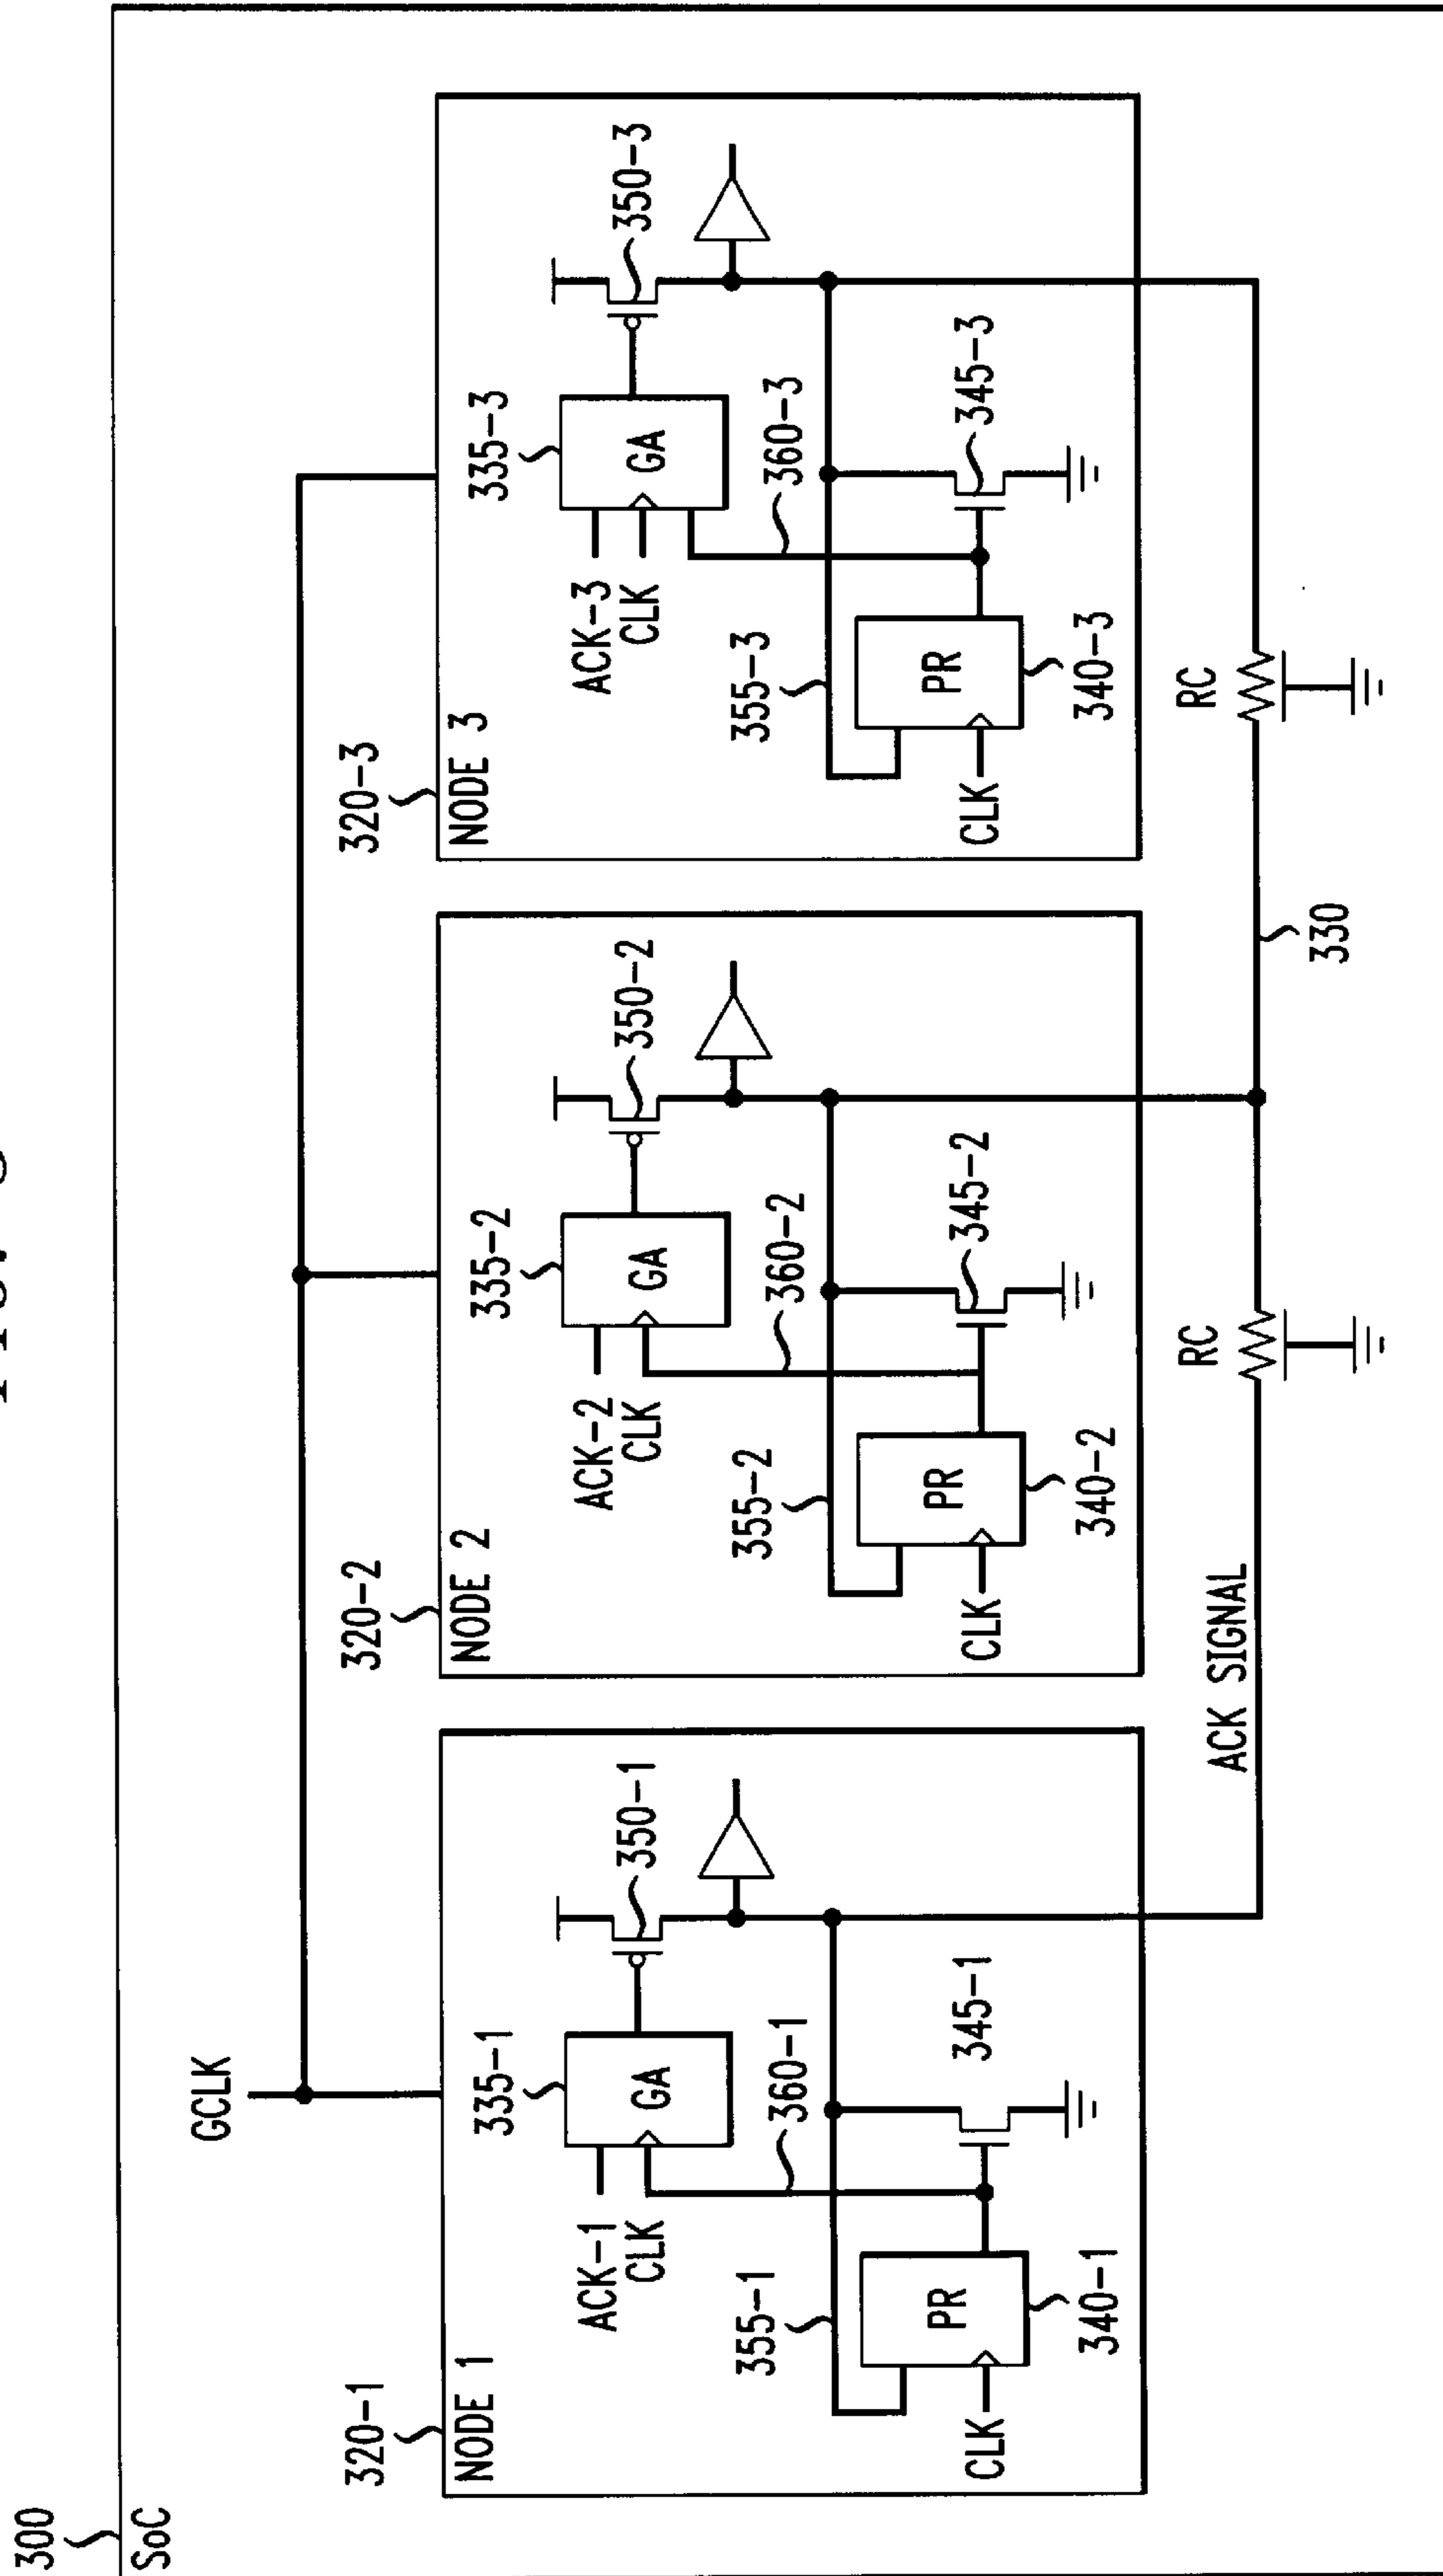 300
SoC
GCLK
320-1
NODE 1
335-1
GA
ACK-1
CLK
350-1
360-1
355-1
PR
CLK
340-1
345-1
320-2
NODE 2
335-2
GA
ACK-2
CLK
350-2
360-2
355-2
PR
CLK
340-2
345-2
320-3
NODE 3
335-3
GA
ACK-3
CLK
350-3
360-3
355-3
PR
CLK
340-3
345-3
ACK SIGNAL
RC
330
RC